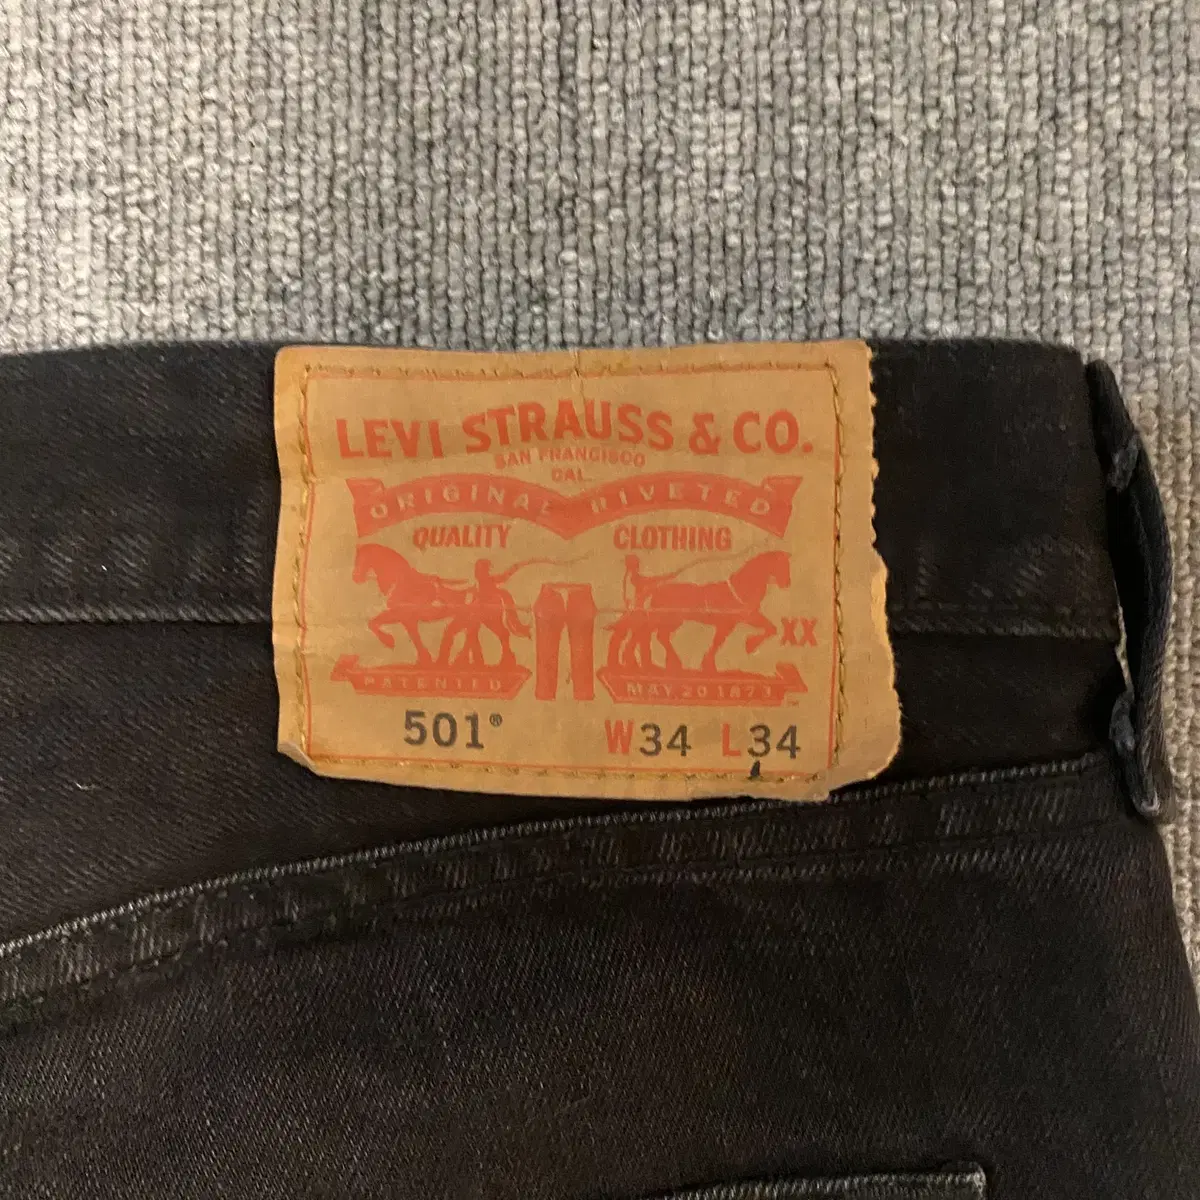 LEVI STRAUSS & CO.
SAN FRANCISCO
CAL
ORIGINAL RIVETED
QUALITY CLOTHING
XX
PATENTED MAY 20 1873
501® W34 L34